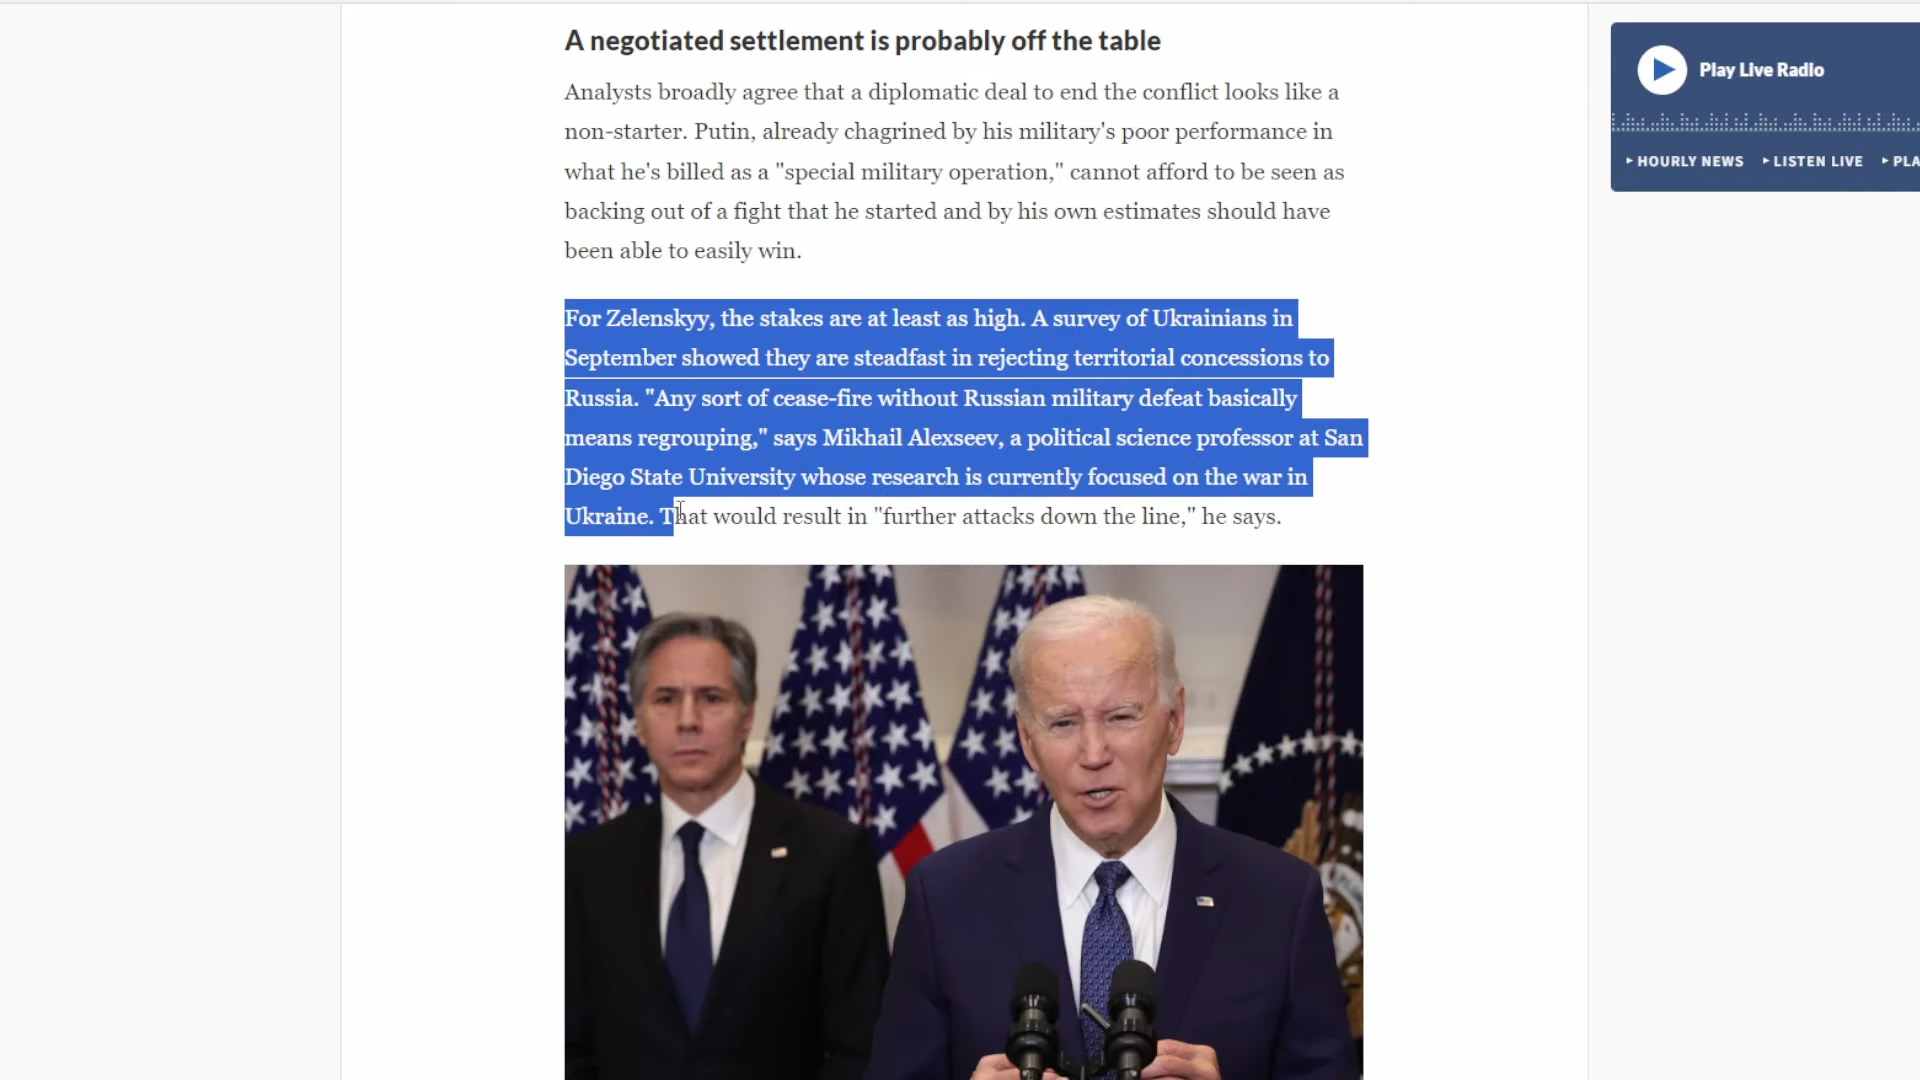 A negotiated settlement is probably off the table
Analysts broadly agree that a diplomatic deal to end the conflict looks like a
non-starter. Putin, already chagrined by his military's poor performance in
what he's billed as a "special military operation," cannot afford to be seen as
backing out of a fight that he started and by his own estimates should have
been able to easily win.
For Zelenskyy, the stakes are at least as high. A survey of Ukrainians in
September showed they are steadfast in rejecting territorial concessions to
Russia. "Any sort of cease-fire without Russian military defeat basically
means regrouping," says Mikhail Alexseev, a political science professor at San
Diego State University whose research is currently focused on the war in
Ukraine. That would result in "further attacks down the line," he says.
Play Live Radio
HOURLY NEWS
LISTEN LIVE
PLA